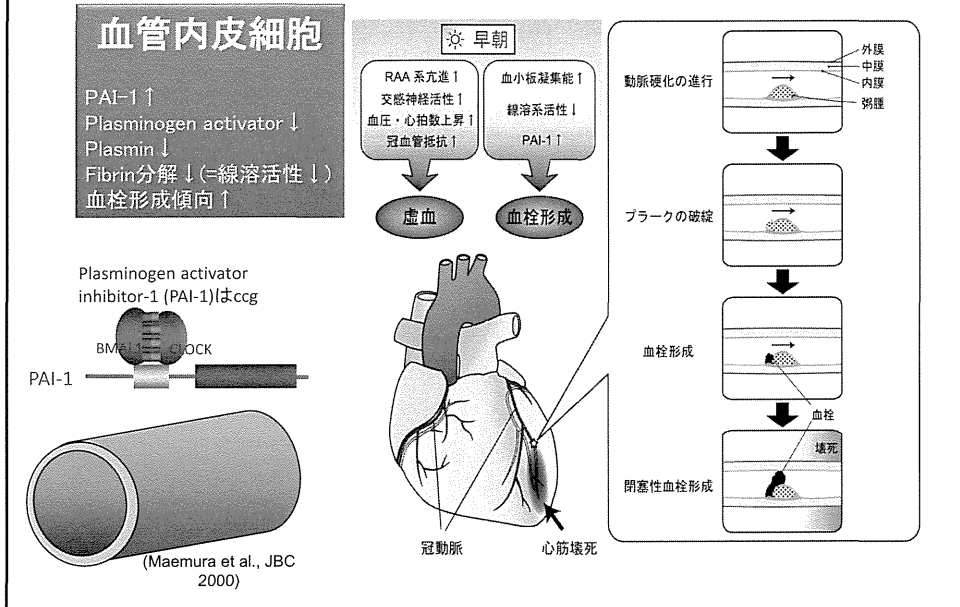 血管内皮細胞
PAI-1↑
Plasminogen activator↓
Plasmin↓
Fibrin分解↓(=線溶活性↓)
血栓形成傾向↑
Plasminogen activator
inhibitor-1 (PAI-1)はccg
BMAL1 CLOCK
PAI-1
(Maemura et al., JBC
2000)
早朝
RAA系亢進↑
交感神経活性↑
血圧・心拍数上昇↑
冠血管抵抗↑
血小板凝集能↑
線溶系活性↓
PAI-1↑
虚血
血栓形成
冠動脈
心筋壊死
動脈硬化の進行
外膜
中膜
内膜
粥腫
プラークの破綻
血栓形成
血栓
壊死
閉塞性血栓形成